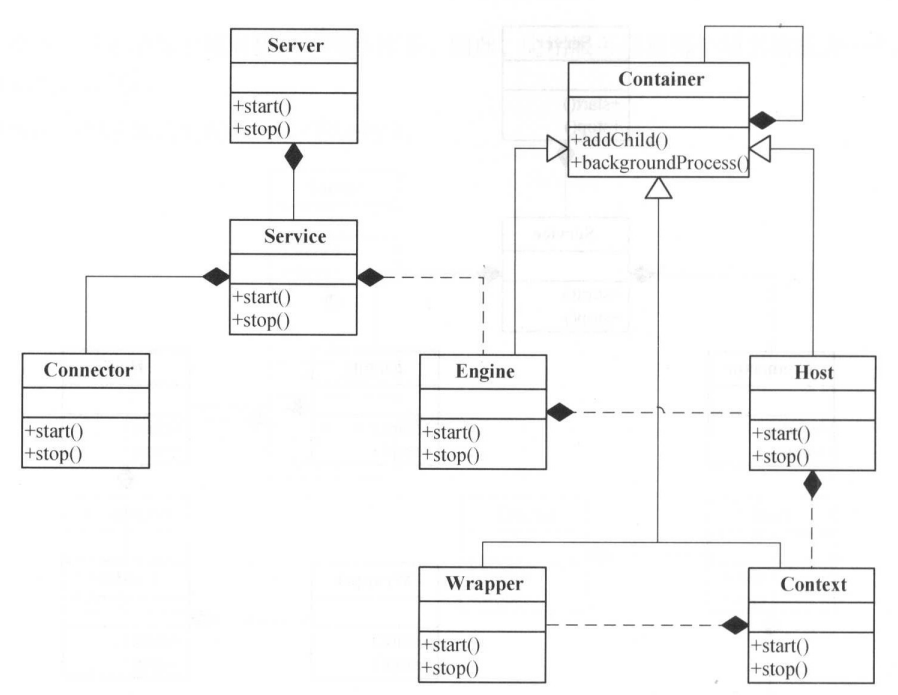 Server
+start()
+stop()
Container
+addChild()
+backgroundProcess()
Service
+start()
+stop()
Connector
+start()
+stop()
Engine
+start()
+stop()
Host
+start()
+stop()
Wrapper
+start()
+stop()
Context
+start()
+stop()